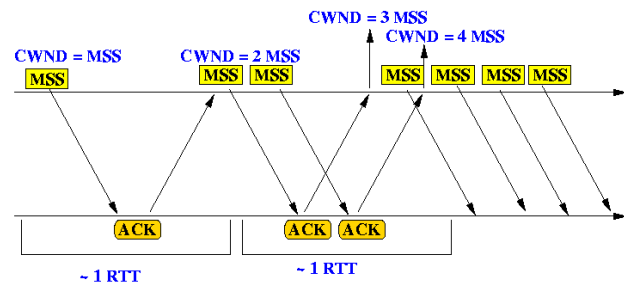 CWND = 3 MSS
CWND = 4 MSS
CWND = MSS
CWND = 2 MSS
MSS
MSS
MSS
MSS
MSS
MSS
MSS
ACK
ACK
ACK
~ 1 RTT
~ 1 RTT